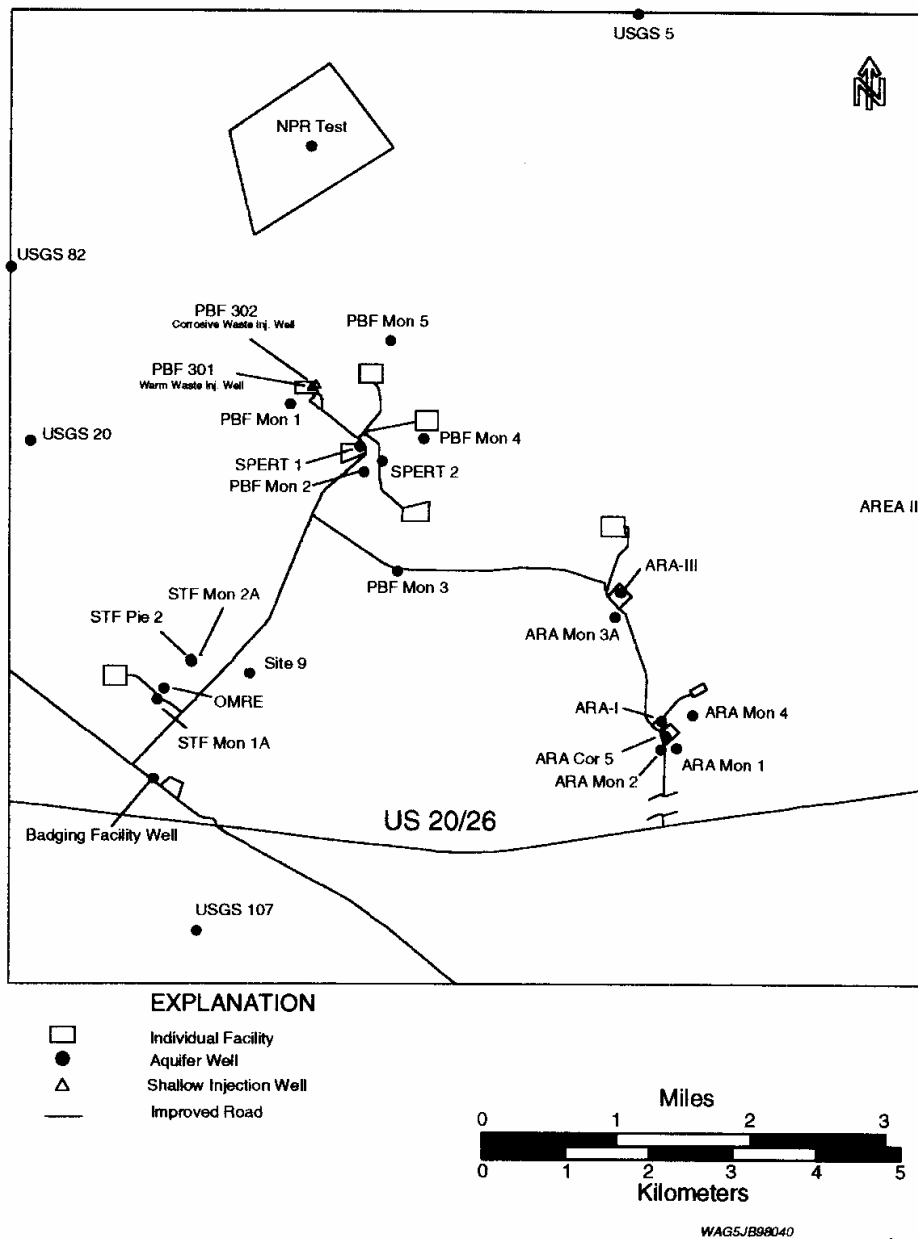 USGS 5
N
NPR Test
USGS 82
PBF 302
Corrosive Waste Inj. Well
PBF Mon 5
PBF 301
Warm Waste Inj. Well
PBF Mon 1
USGS 20
PBF Mon 4
SPERT 1
SPERT 2
PBF Mon 2
AREA II
ARA-III
PBF Mon 3
STF Mon 2A
STF Pie 2
ARA Mon 3A
Site 9
OMRE
ARA-I
ARA Mon 4
STF Mon 1A
ARA Cor 5
ARA Mon 1
ARA Mon 2
US 20/26
Badging Facility Well
USGS 107
EXPLANATION
Individual Facility
Aquifer Well
Shallow Injection Well
Improved Road
Miles
0 1 2 3
0 1 2 3 4 5
Kilometers
WAG5JB98040